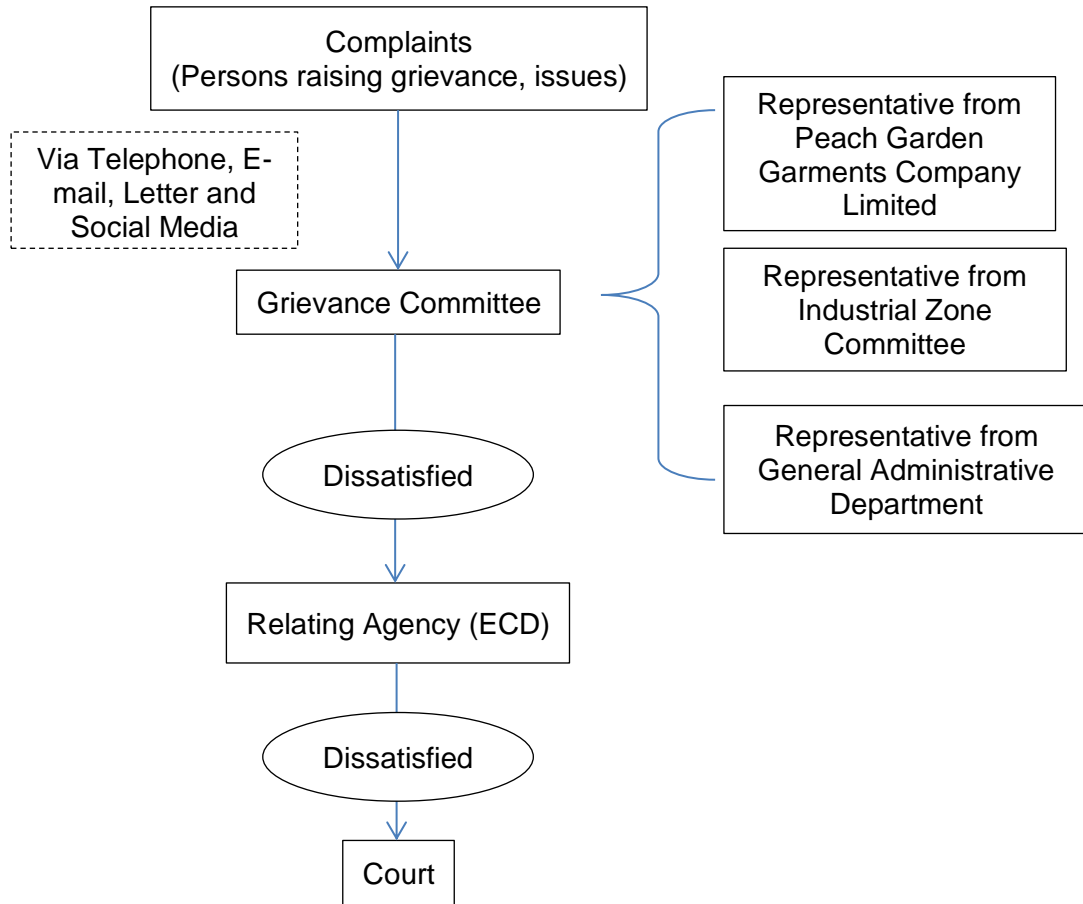 Complaints
(Persons raising grievance, issues)
Via Telephone, E-
mail, Letter and
Social Media
Representative from
Peach Garden
Garments Company
Limited
Grievance Committee
Representative from
Industrial Zone
Committee
Representative from
General Administrative
Department
Dissatisfied
Relating Agency (ECD)
Dissatisfied
Court